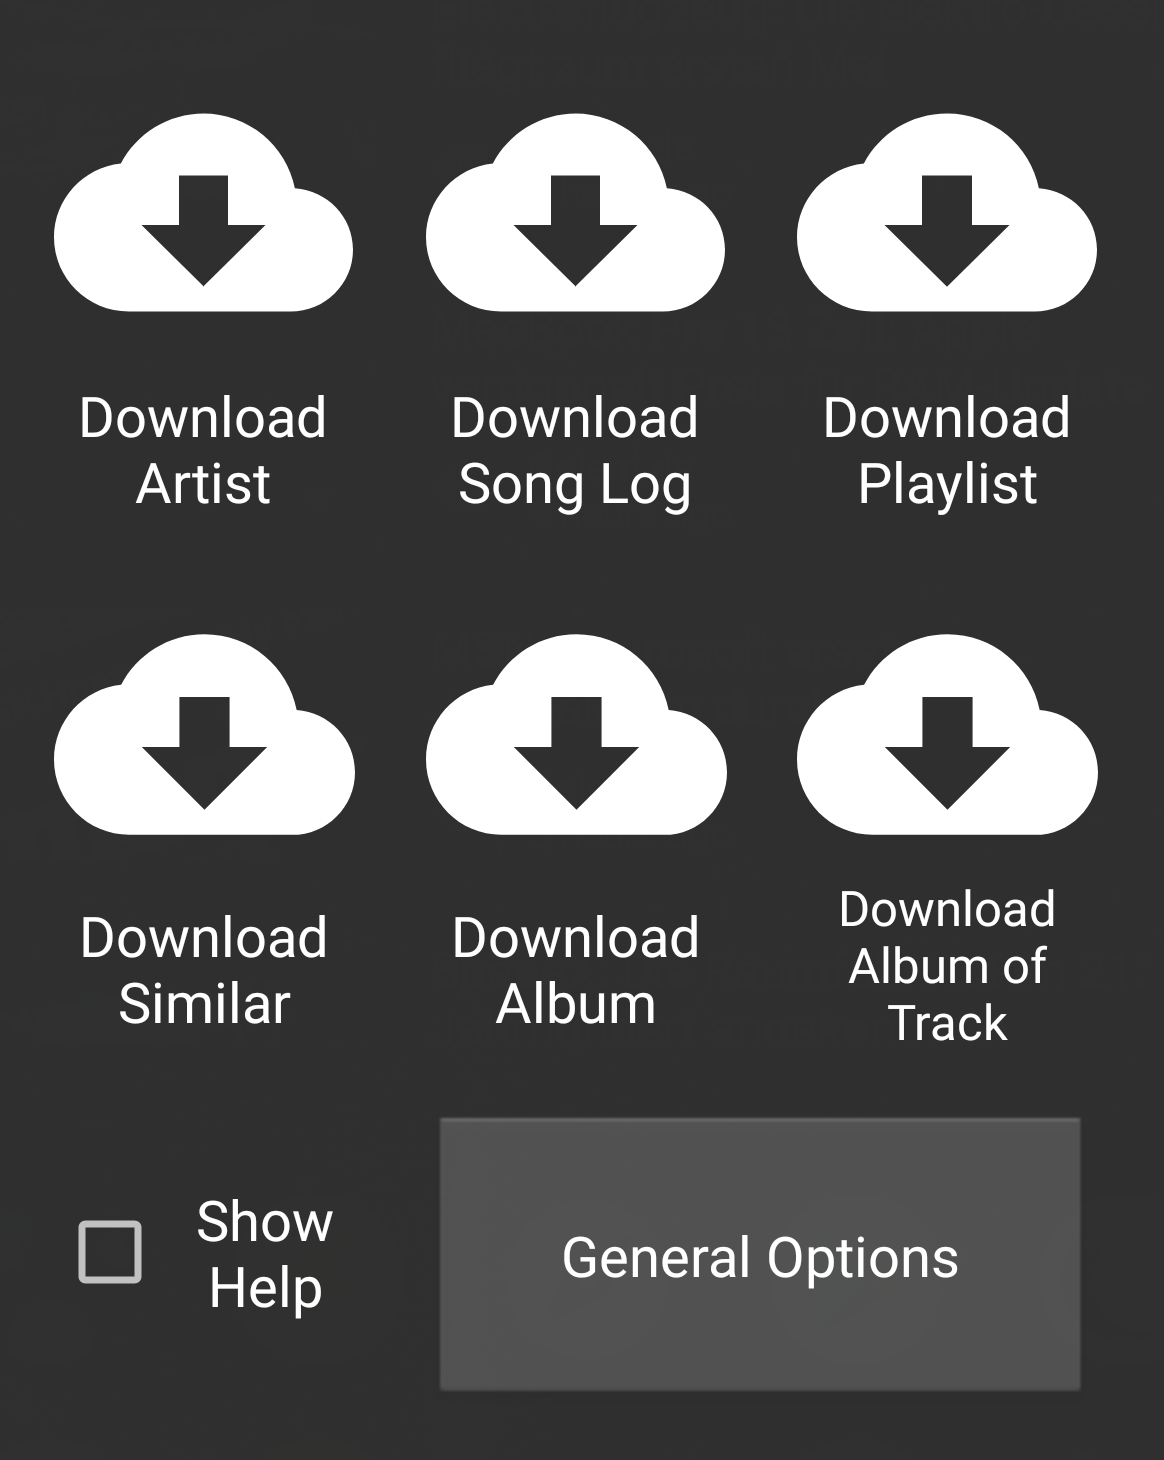 Download
Artist
Download
Song Log
Download
Playlist
Download
Similar
Download
Album
Download
Album of
Track
Show
Help
General Options